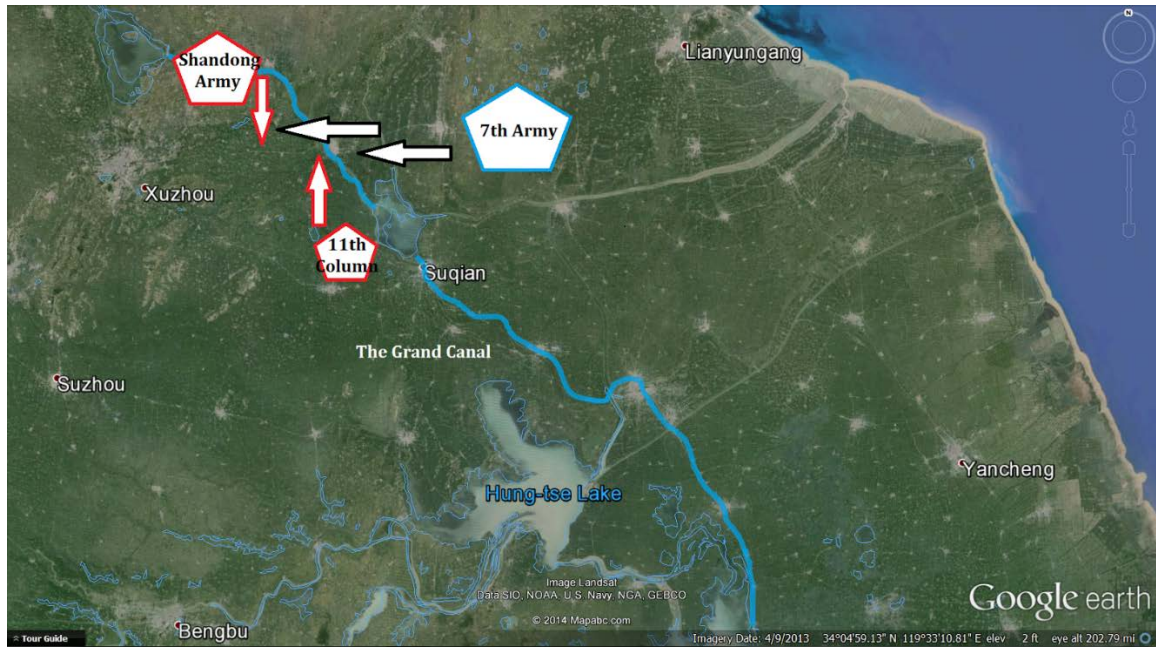 N
Lianyungang
Shandong
Army
7th Army
Xuzhou
11th
Column
Suqian
The Grand Canal
Suzhou
Yancheng
Hung-tse Lake
Image Landsat
Data SIO, NOAA, U.S. Navy, NGA, GEBCO
© 2014 Mapabc.com
Google earth
Bengbu
Tour Guide
Imagery Date: 4/9/2013 34°04'59.13" N 119°33'10.81" E elev 2 ft eye alt 202.79 mi